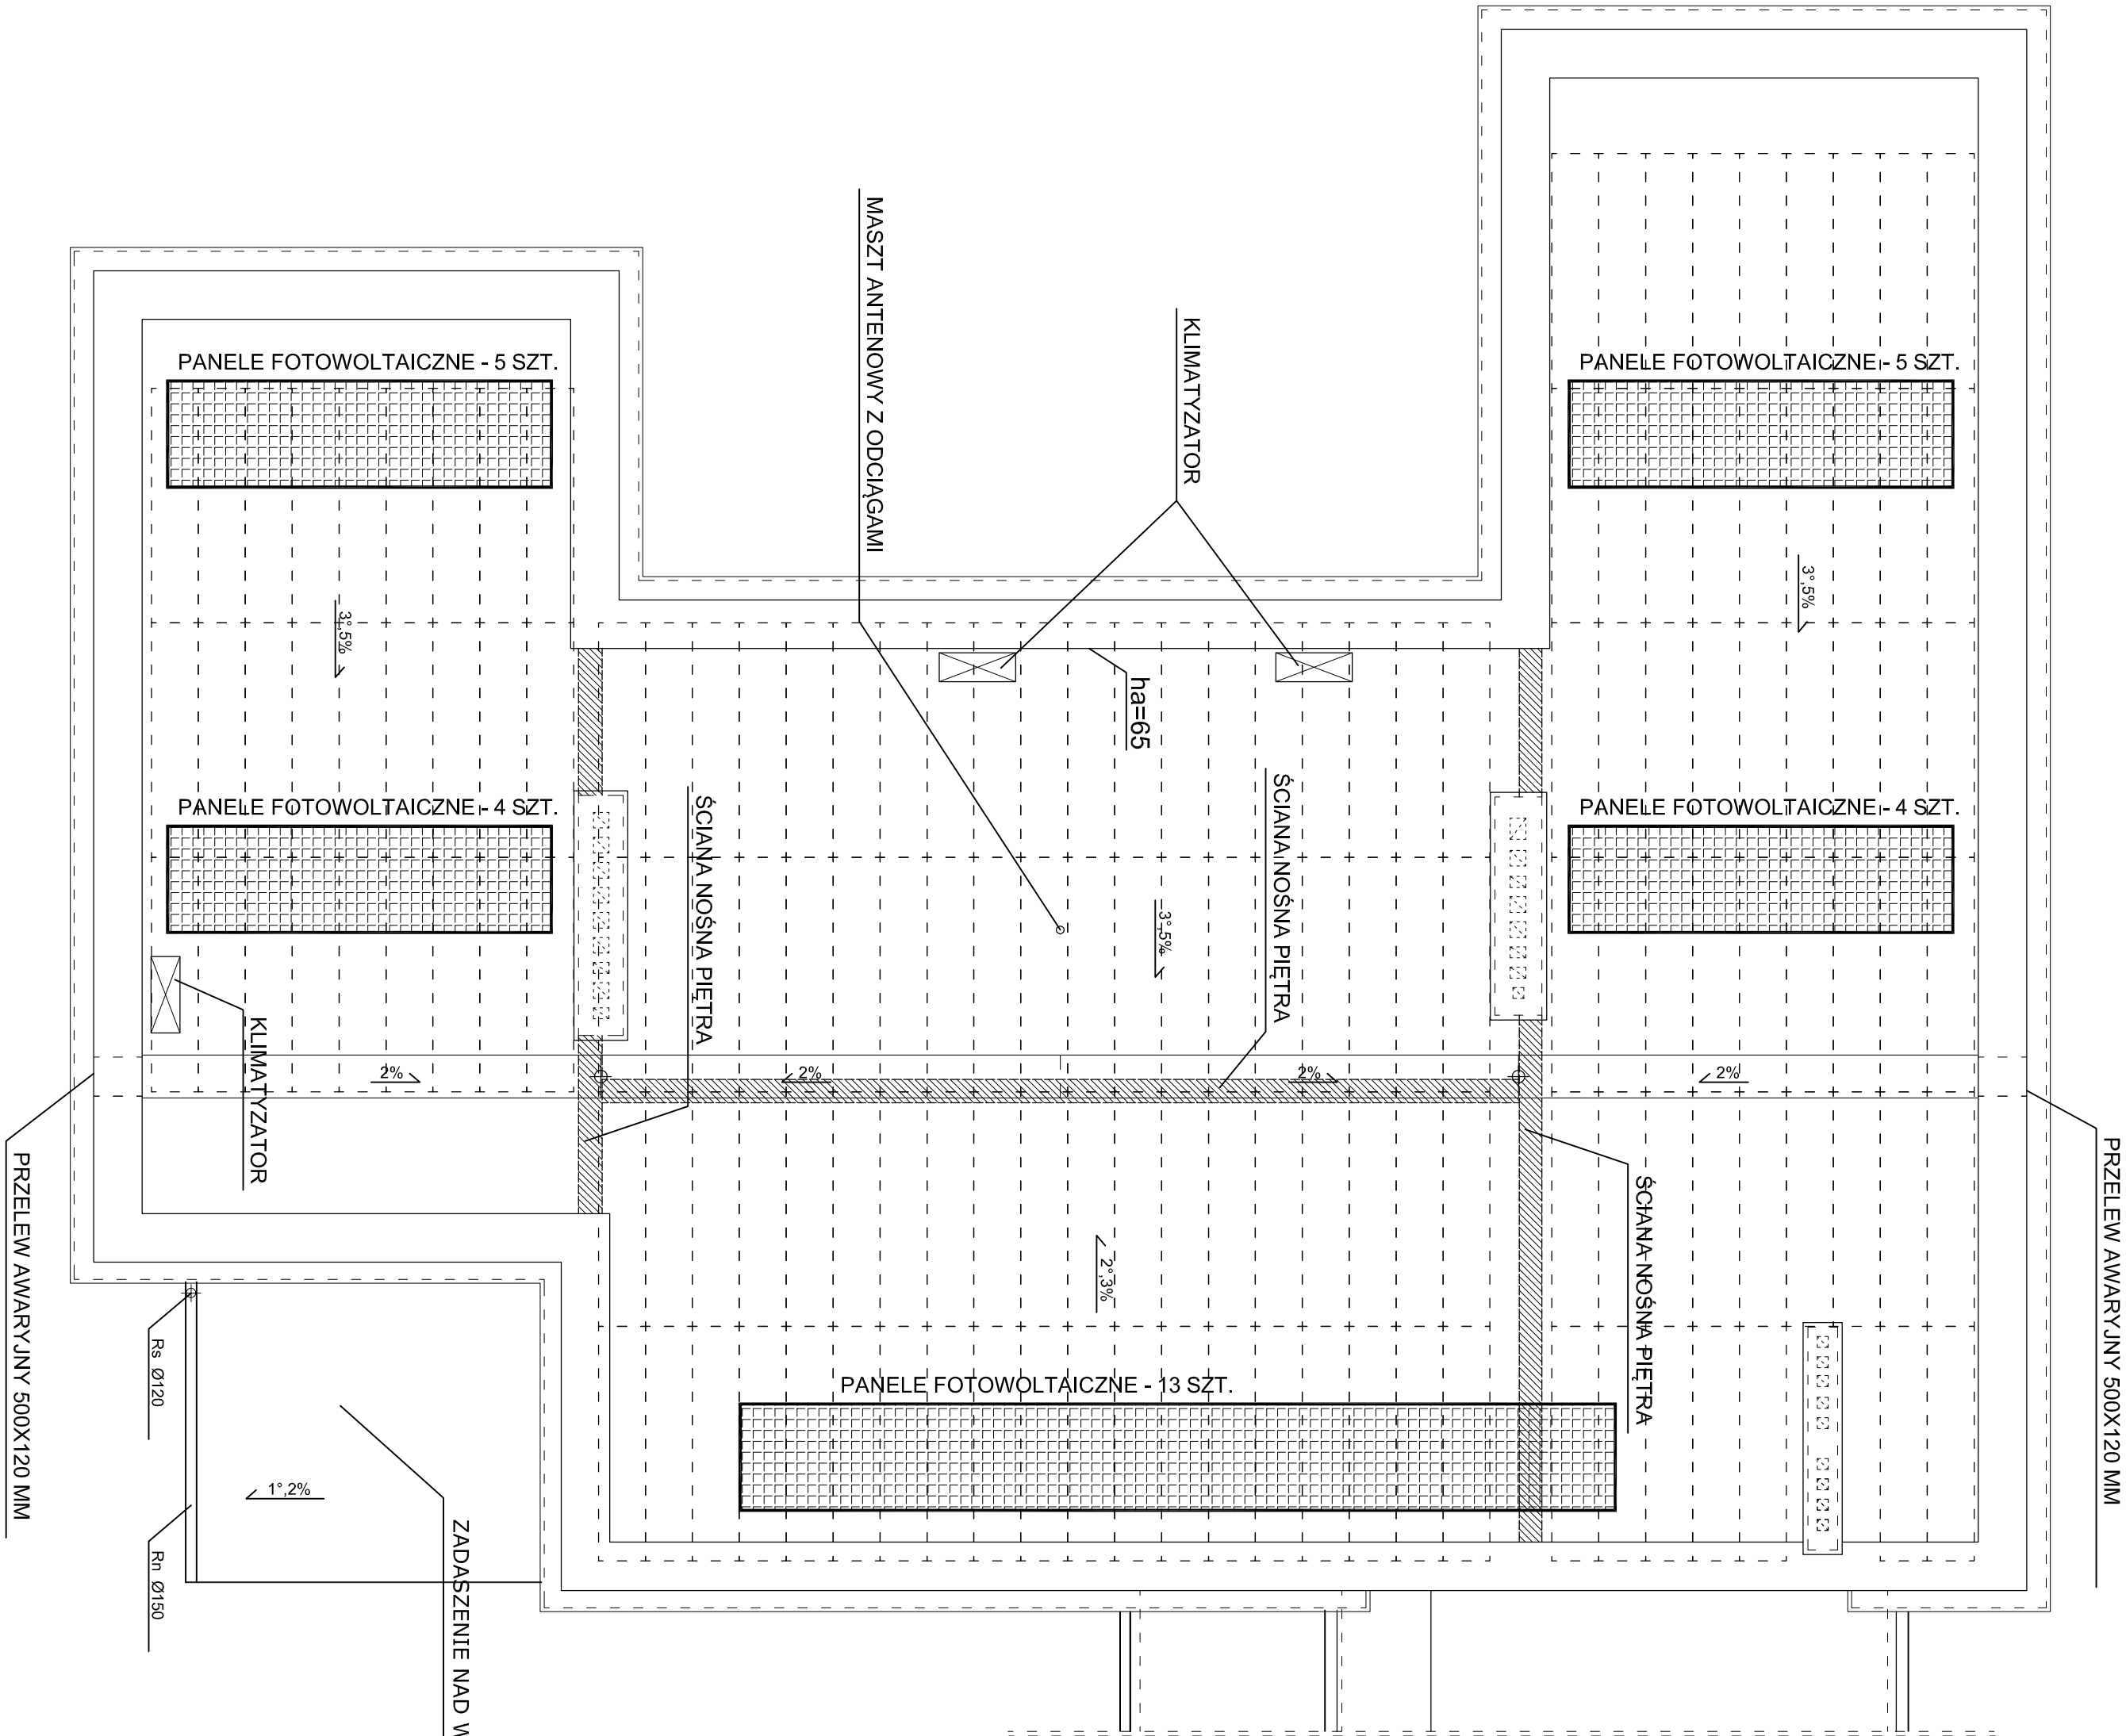 MASZT ANTENOWY Z ODCIĄGAMI
KLIMATYZATOR
PANELE FOTOWOLTAICZNE - 5 SZT.
PANELE FOTOWOLTAICZNE - 5 SZT.
3°,5%
3°,5%
ha=65
ŚCIANA NOŚNA PIĘTRA
ŚCIANA NOŚNA PIĘTRA
PANELE FOTOWOLTAICZNE - 4 SZT.
PANELE FOTOWOLTAICZNE - 4 SZT.
3°,5%
KLIMATYZATOR
2%
2%
2%
2%
PRZELEW AWARYJNY 500X120 MM
PRZELEW AWARYJNY 500X120 MM
ŚCIANA NOŚNA PIĘTRA
2°,3%
Rs Ø120
PANELE FOTOWOLTAICZNE - 13 SZT.
1°,2%
Rn Ø150
ZADASZENIE NAD